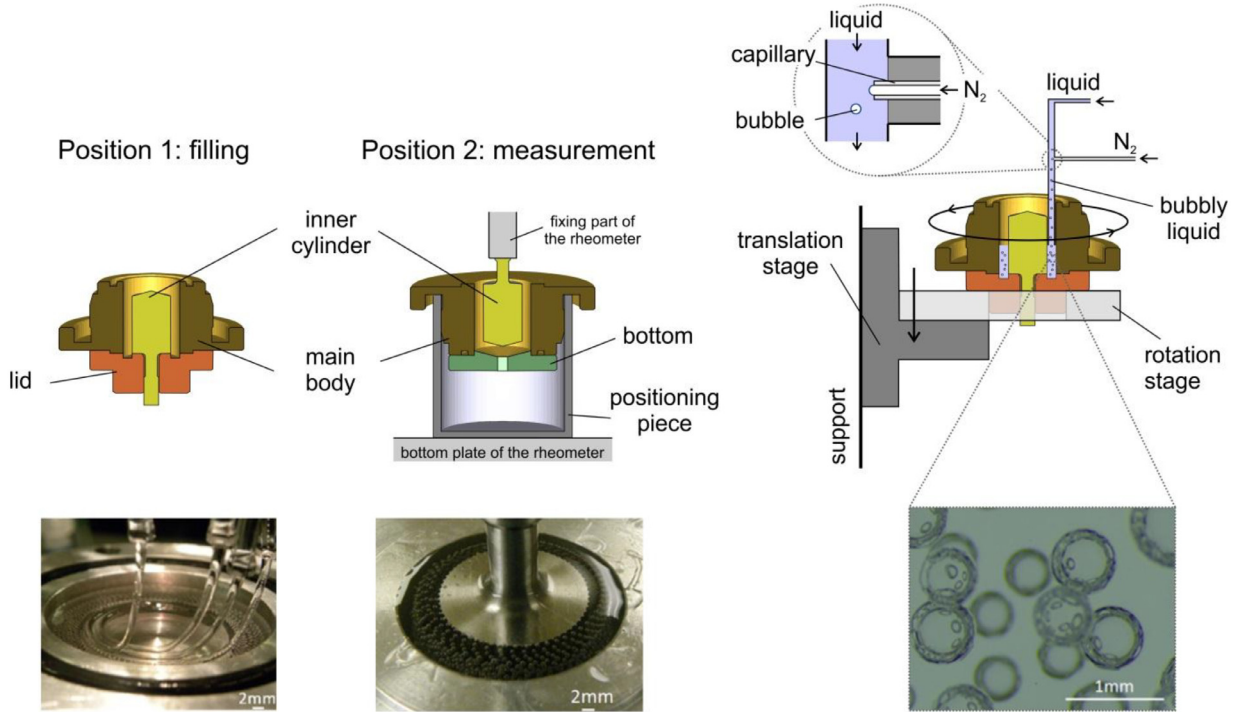 Position 1: filling
Position 2: measurement
inner
cylinder
fixing part of
the rheometer
main
body
lid
bottom
positioning
piece
bottom plate of the rheometer
liquid
capillary
N₂
bubble
liquid
N₂
bubbly
liquid
translation
stage
rotation
stage
support
2mm
2mm
1mm